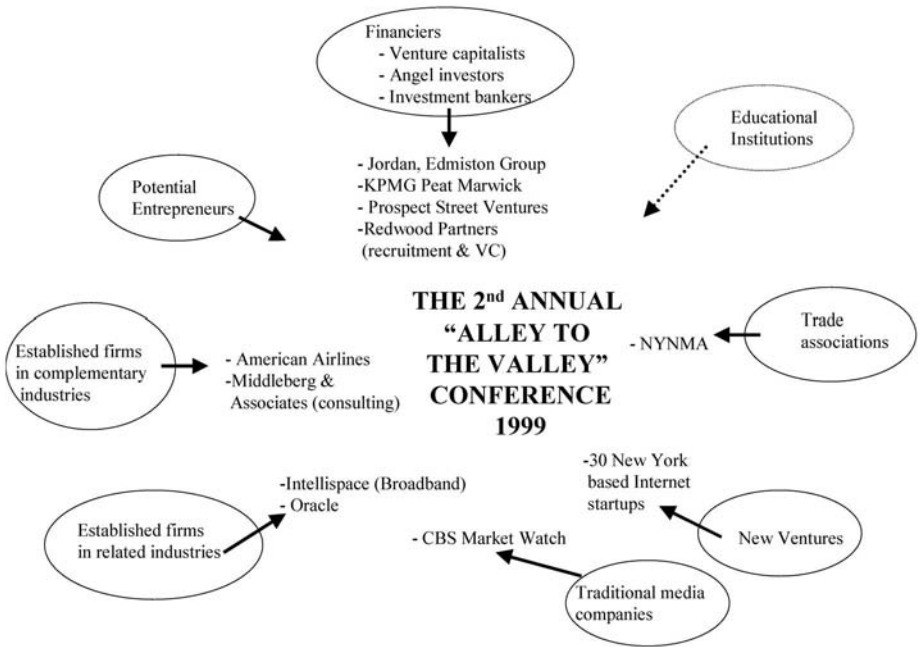 Financiers
- Venture capitalists
- Angel investors
- Investment bankers
Educational
Institutions
- Jordan, Edmiston Group
-KPMG Peat Marwick
- Prospect Street Ventures
-Redwood Partners
(recruitment & VC)
Potential
Entrepreneurs
THE 2nd ANNUAL
“ALLEY TO
THE VALLEY”
CONFERENCE
1999
Trade
associations
- NYNMA
Established firms
in complementary
industries
- American Airlines
-Middleberg &
Associates (consulting)
-Intellispace (Broadband)
- Oracle
Established firms
in related industries
-30 New York
based Internet
startups
New Ventures
- CBS Market Watch
Traditional media
companies